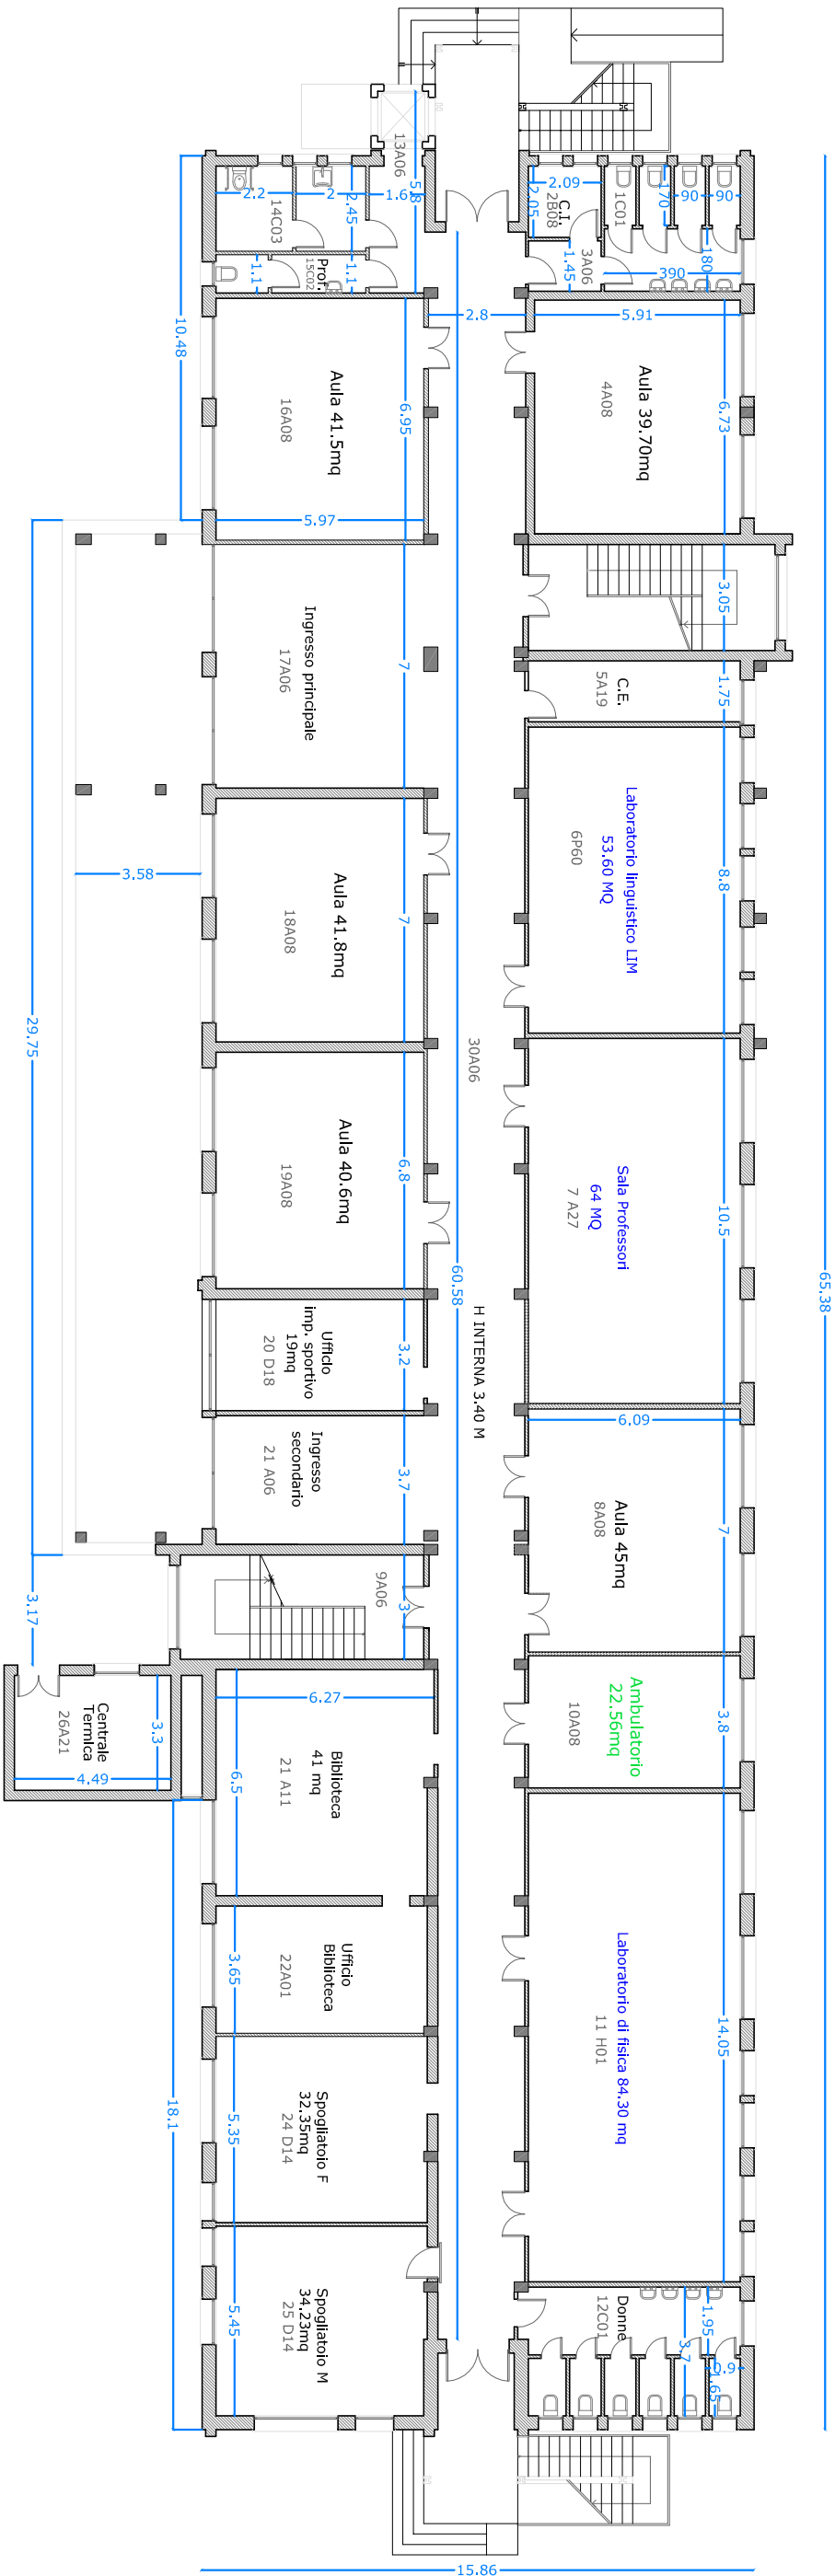 13A06
5.8
2.2
2
1.6
2.45
14C03
Prof.
15C02
1.1
1.1
2.09
2.05
C.I.
2B08
3A06
1.45
1C01
170
90
90
180
390
10.48
2.8
5.91
Aula 41.5mq
16A08
6.95
5.97
Aula 39.70mq
4A08
6.73
3.05
Ingresso principale
17A06
7
C.E.
5A19
1.75
Laboratorio linguistico LIM
53.60 MQ
6P60
8.8
3.58
Aula 41.8mq
18A08
7
29.75
30A06
Aula 40.6mq
19A08
6.8
Sala Professori
64 MQ
7 A27
10.5
65.38
60.58
H INTERNA 3.40 M
Ufficio
imp. sportivo
19mq
20 D18
3.2
Ingresso
secondario
21 A06
3.7
6.09
Aula 45mq
8A08
7
9A06
3
3.17
Centrale
Termica
26A21
3.3
4.49
6.27
Biblioteca
41 mq
21 A11
6.5
Ambulatorio
22.56mq
10A08
3.8
Ufficio
Biblioteca
22A01
3.65
Laboratorio di fisica 84.30 mq
11 H01
14.05
18.1
Spogliatoio F
32.35mq
24 D14
5.35
Spogliatoio M
34.23mq
25 D14
5.45
Donne
12C01
1.95
3.7
0.9
1.65
15.86